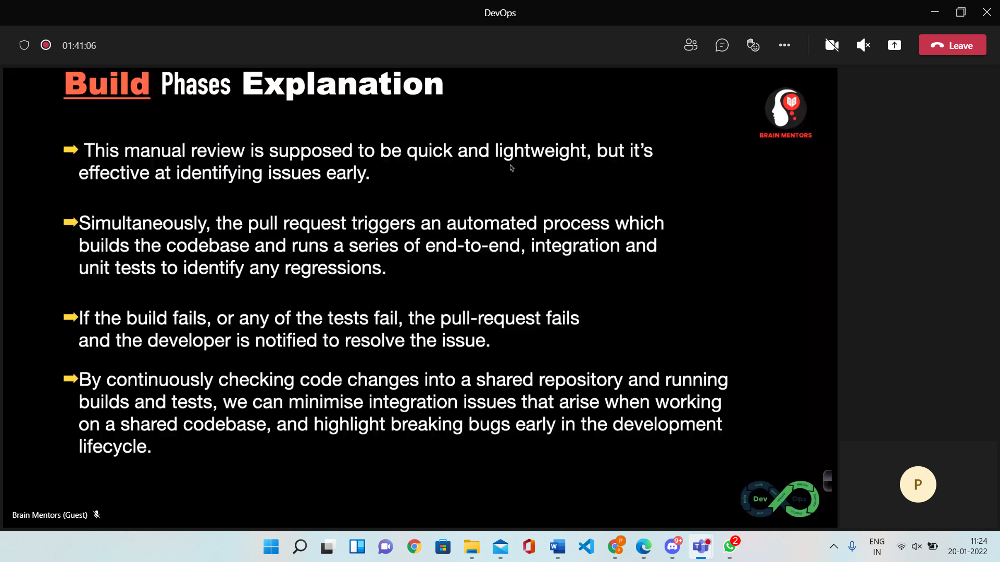 DevOps
01:41:06
Leave
Build Phases Explanation
BRAIN MENTORS
➡ This manual review is supposed to be quick and lightweight, but it’s
effective at identifying issues early.
➡Simultaneously, the pull request triggers an automated process which
builds the codebase and runs a series of end-to-end, integration and
unit tests to identify any regressions.
➡If the build fails, or any of the tests fail, the pull-request fails
and the developer is notified to resolve the issue.
➡By continuously checking code changes into a shared repository and running
builds and tests, we can minimise integration issues that arise when working
on a shared codebase, and highlight breaking bugs early in the development
lifecycle.
code
deploy
Dev
Ops
operate
test
monitor
P
Brain Mentors (Guest)
P
P
9+
2
ENG
IN
11:24
20-01-2022